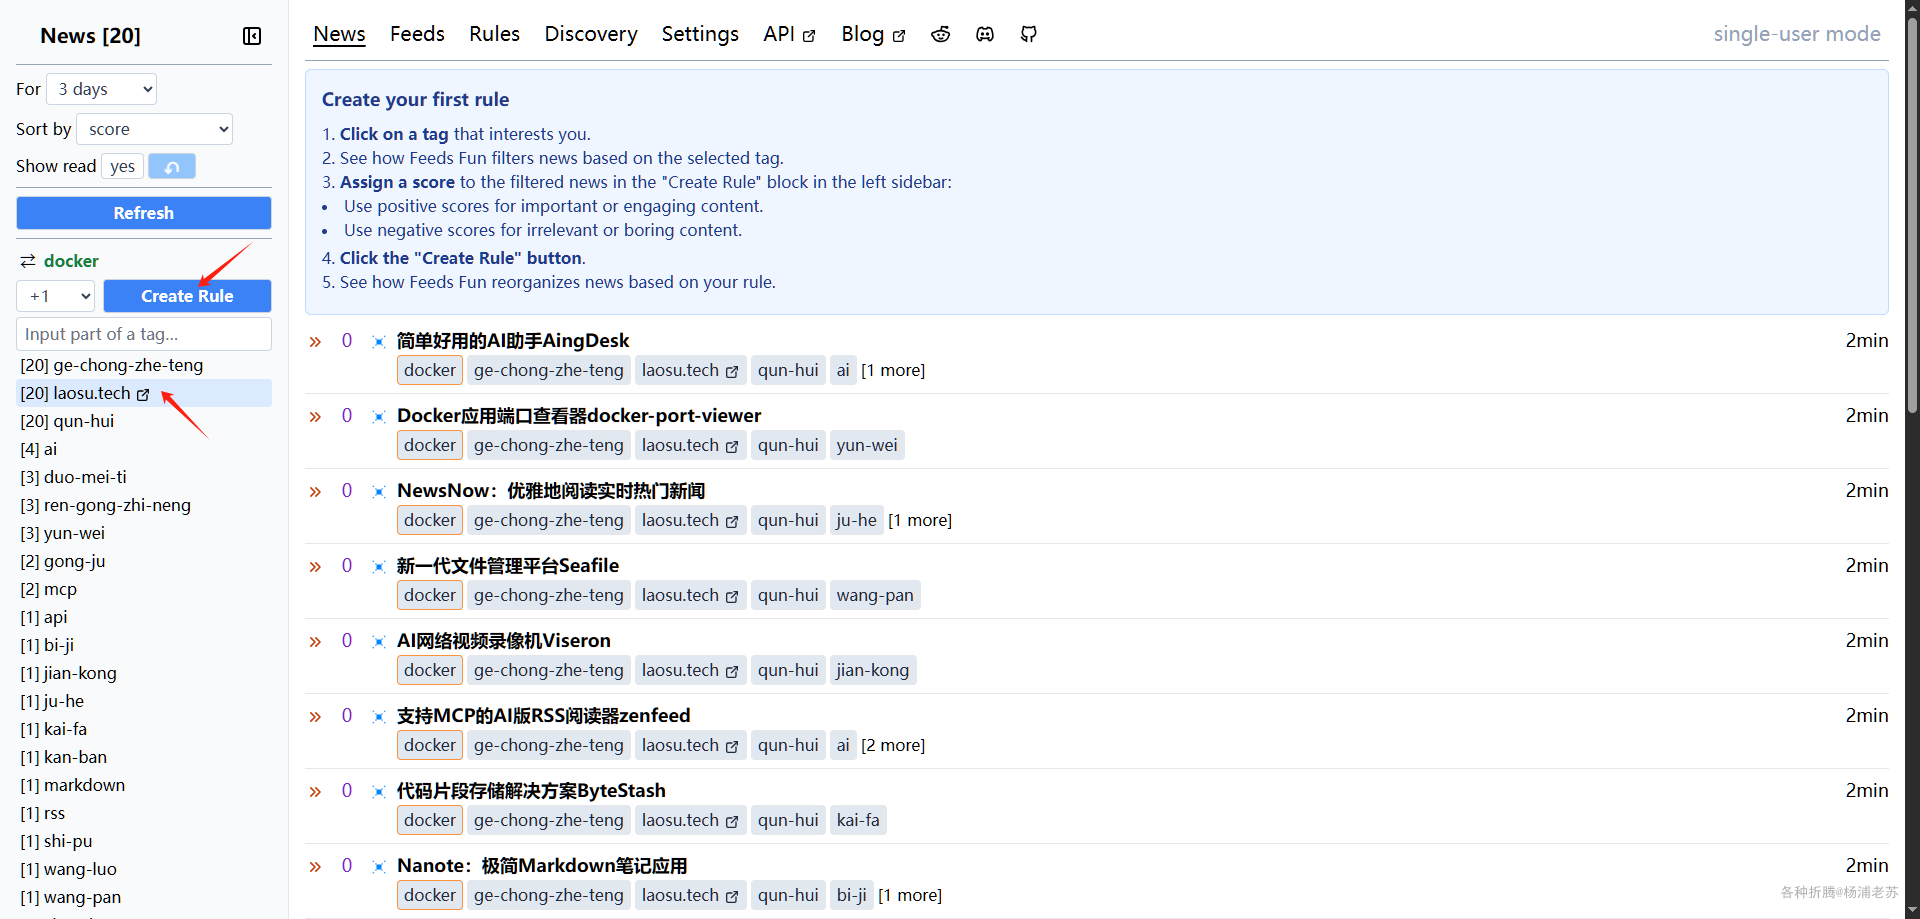 News [20]
For 3 days
Sort by score
Show read yes
Refresh
docker
+1 Create Rule
Input part of a tag...
[20] ge-chong-zhe-teng
[20] laosu.tech
[20] qun-hui
[4] ai
[3] duo-mei-ti
[3] ren-gong-zhi-neng
[3] yun-wei
[2] gong-ju
[2] mcp
[1] api
[1] bi-ji
[1] jian-kong
[1] ju-he
[1] kai-fa
[1] kan-ban
[1] markdown
[1] rss
[1] shi-pu
[1] wang-luo
[1] wang-pan
News Feeds Rules Discovery Settings API Blog single-user mode
Create your first rule
1. Click on a tag that interests you.
2. See how Feeds Fun filters news based on the selected tag.
3. Assign a score to the filtered news in the "Create Rule" block in the left sidebar:
• Use positive scores for important or engaging content.
• Use negative scores for irrelevant or boring content.
4. Click the "Create Rule" button.
5. See how Feeds Fun reorganizes news based on your rule.
» 0 简单好用的AI助手AingDesk 2min
docker ge-chong-zhe-teng laosu.tech qun-hui ai [1 more]
» 0 Docker应用端口查看器docker-port-viewer 2min
docker ge-chong-zhe-teng laosu.tech qun-hui yun-wei
» 0 NewsNow：优雅地阅读实时热门新闻 2min
docker ge-chong-zhe-teng laosu.tech qun-hui ju-he [1 more]
» 0 新一代文件管理平台Seafile 2min
docker ge-chong-zhe-teng laosu.tech qun-hui wang-pan
» 0 AI网络视频录像机Viseron 2min
docker ge-chong-zhe-teng laosu.tech qun-hui jian-kong
» 0 支持MCP的AI版RSS阅读器zenfeed 2min
docker ge-chong-zhe-teng laosu.tech qun-hui ai [2 more]
» 0 代码片段存储解决方案ByteStash 2min
docker ge-chong-zhe-teng laosu.tech qun-hui kai-fa
» 0 Nanote：极简Markdown笔记应用 2min
docker ge-chong-zhe-teng laosu.tech qun-hui bi-ji [1 more]
各种折腾@杨浦老苏